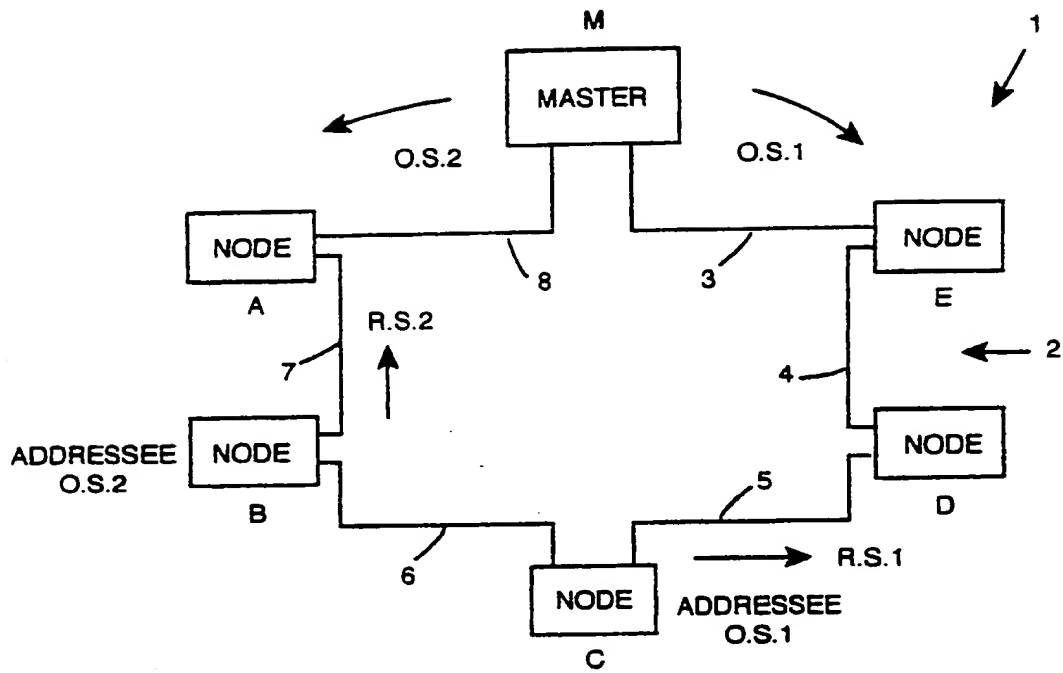 M
1
MASTER
O.S.2
O.S.1
NODE
NODE
8
3
A
E
R.S.2
7
4
2
ADDRESSEE
O.S.2
NODE
NODE
B
5
D
6
R.S.1
NODE
ADDRESSEE
O.S.1
C